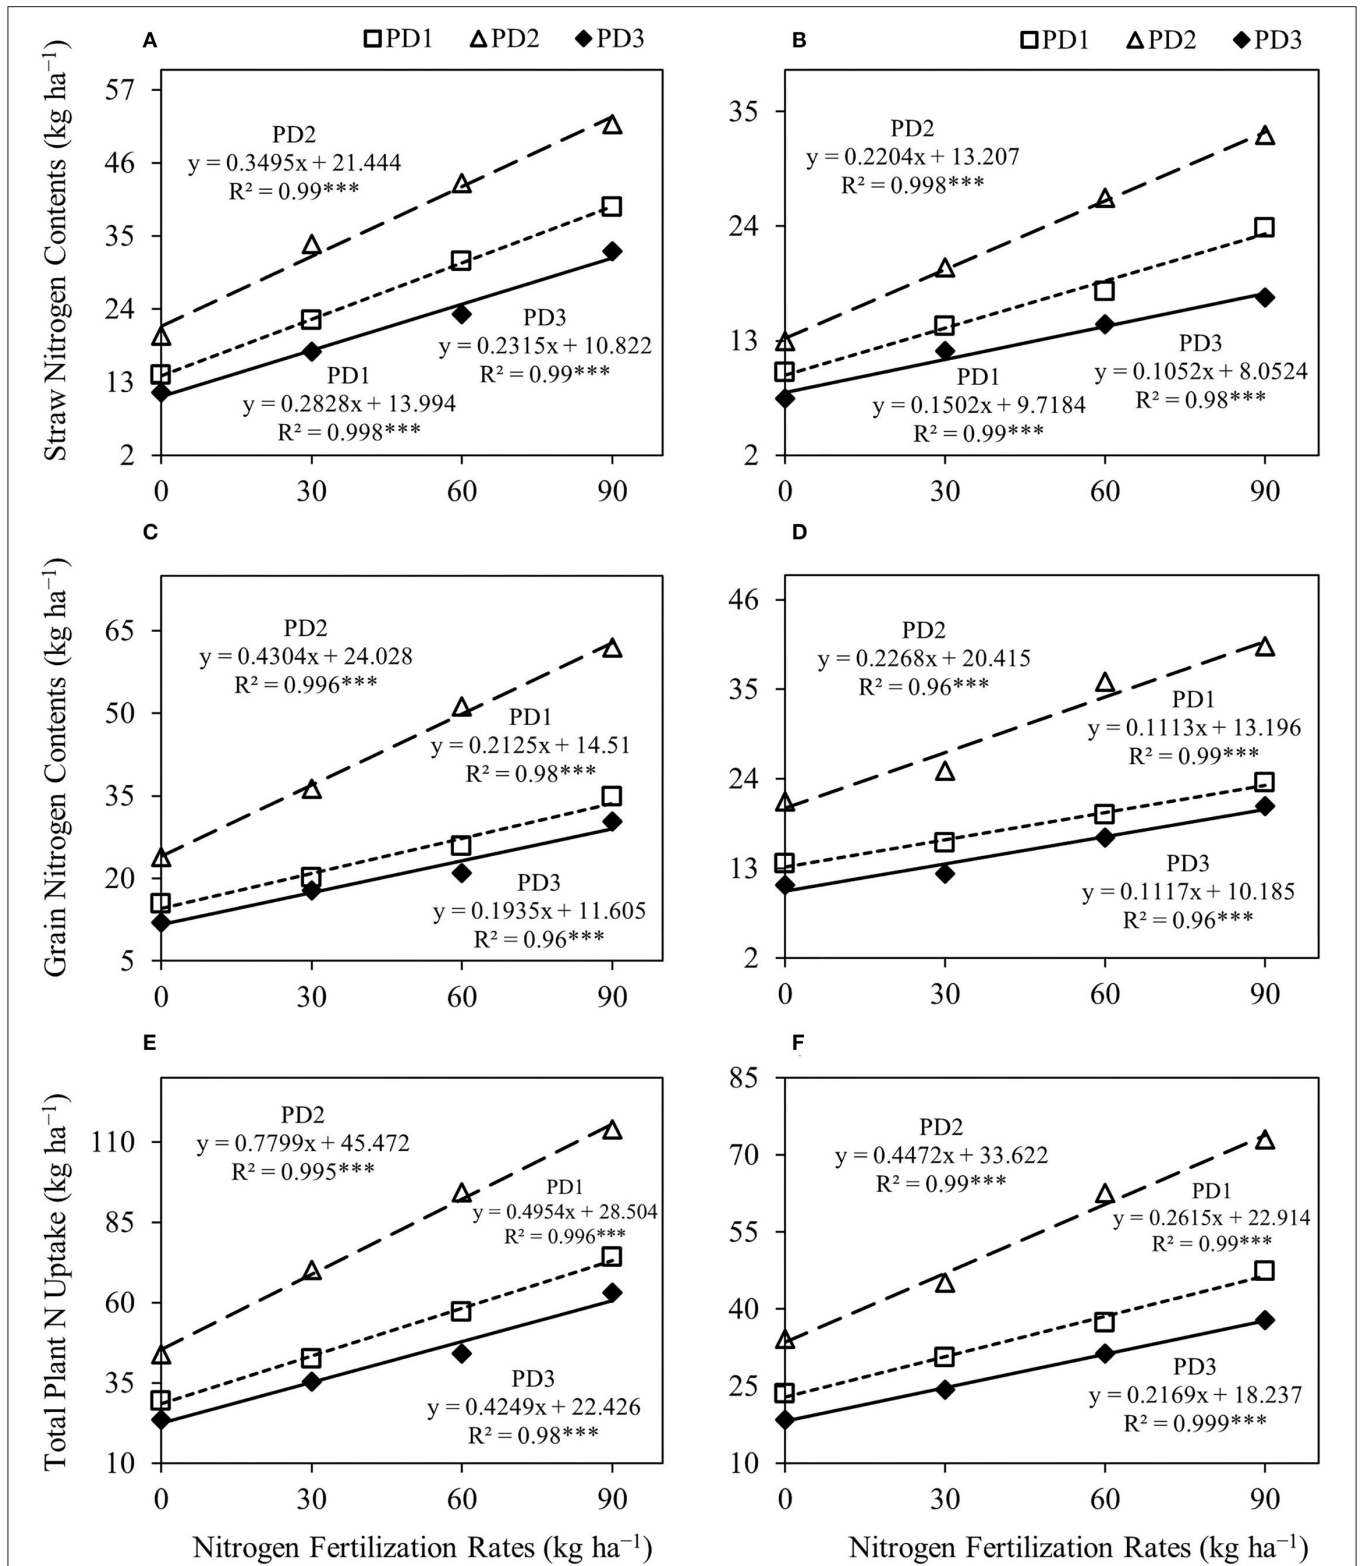 A
□PD1 △PD2 ◆PD3
Straw Nitrogen Contents (kg ha⁻¹)
57
46
35
24
13
2
PD2
y = 0.3495x + 21.444
R² = 0.99***
PD3
y = 0.2315x + 10.822
R² = 0.99***
PD1
y = 0.2828x + 13.994
R² = 0.998***
0 30 60 90
B
□PD1 △PD2 ◆PD3
35
24
13
2
PD2
y = 0.2204x + 13.207
R² = 0.998***
PD3
y = 0.1052x + 8.0524
R² = 0.98***
PD1
y = 0.1502x + 9.7184
R² = 0.99***
0 30 60 90
C
Grain Nitrogen Contents (kg ha⁻¹)
65
50
35
20
5
PD2
y = 0.4304x + 24.028
R² = 0.996***
PD1
y = 0.2125x + 14.51
R² = 0.98***
PD3
y = 0.1935x + 11.605
R² = 0.96***
0 30 60 90
D
46
35
24
13
2
PD2
y = 0.2268x + 20.415
R² = 0.96***
PD1
y = 0.1113x + 13.196
R² = 0.99***
PD3
y = 0.1117x + 10.185
R² = 0.96***
0 30 60 90
E
Total Plant N Uptake (kg ha⁻¹)
110
85
60
35
10
PD2
y = 0.7799x + 45.472
R² = 0.995***
PD1
y = 0.4954x + 28.504
R² = 0.996***
PD3
y = 0.4249x + 22.426
R² = 0.98***
0 30 60 90
Nitrogen Fertilization Rates (kg ha⁻¹)
F
85
70
55
40
25
10
PD2
y = 0.4472x + 33.622
R² = 0.99***
PD1
y = 0.2615x + 22.914
R² = 0.99***
PD3
y = 0.2169x + 18.237
R² = 0.999***
0 30 60 90
Nitrogen Fertilization Rates (kg ha⁻¹)